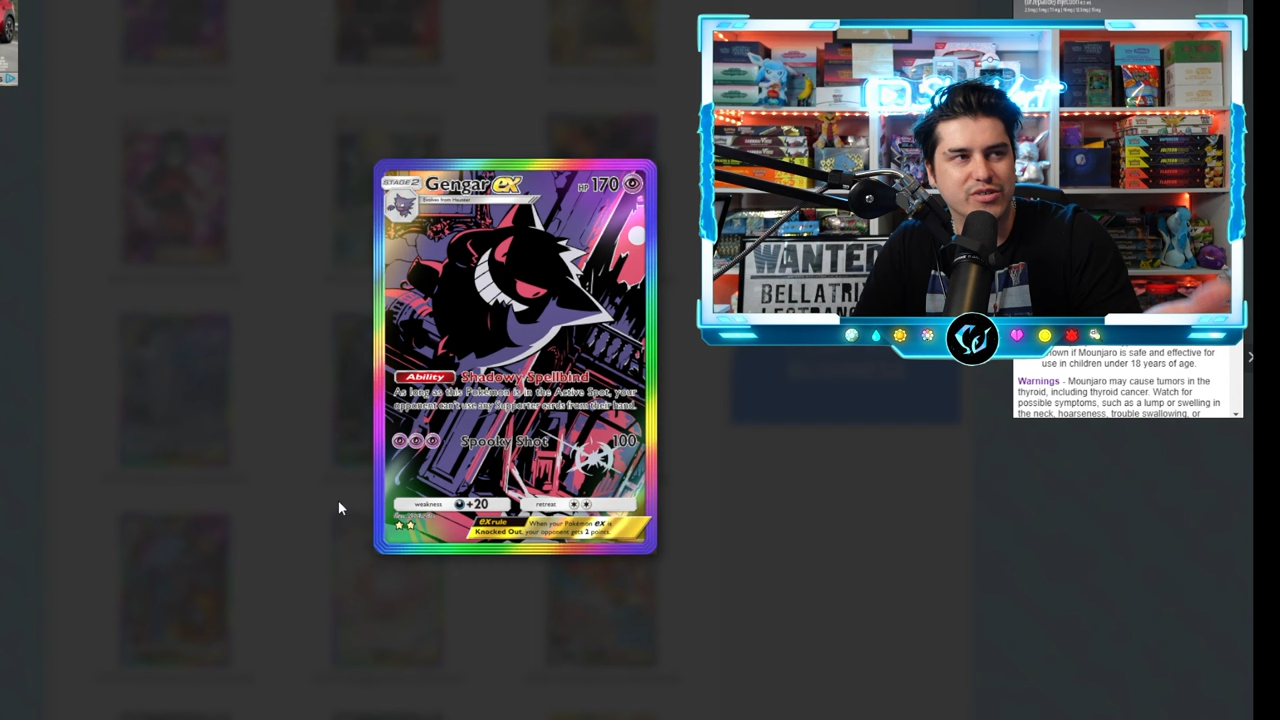 STAGE 2
Gengar ex
HP 170
Evolves from Haunter
Ability Shadowy Spellbind
As long as this Pokémon is in the Active Spot, your
opponent can't use any Supporter cards from their hand.
Spooky Shot 100
weakness +20 retreat
ex rule When your Pokémon ex is
Knocked Out, your opponent gets 2 points.
WANTED
BELLATRI
wn if Mounjaro is safe and effective for
use in children under 18 years of age.
Warnings - Mounjaro may cause tumors in the
thyroid, including thyroid cancer. Watch for
possible symptoms, such as a lump or swelling in
the neck, hoarseness, trouble swallowing, or